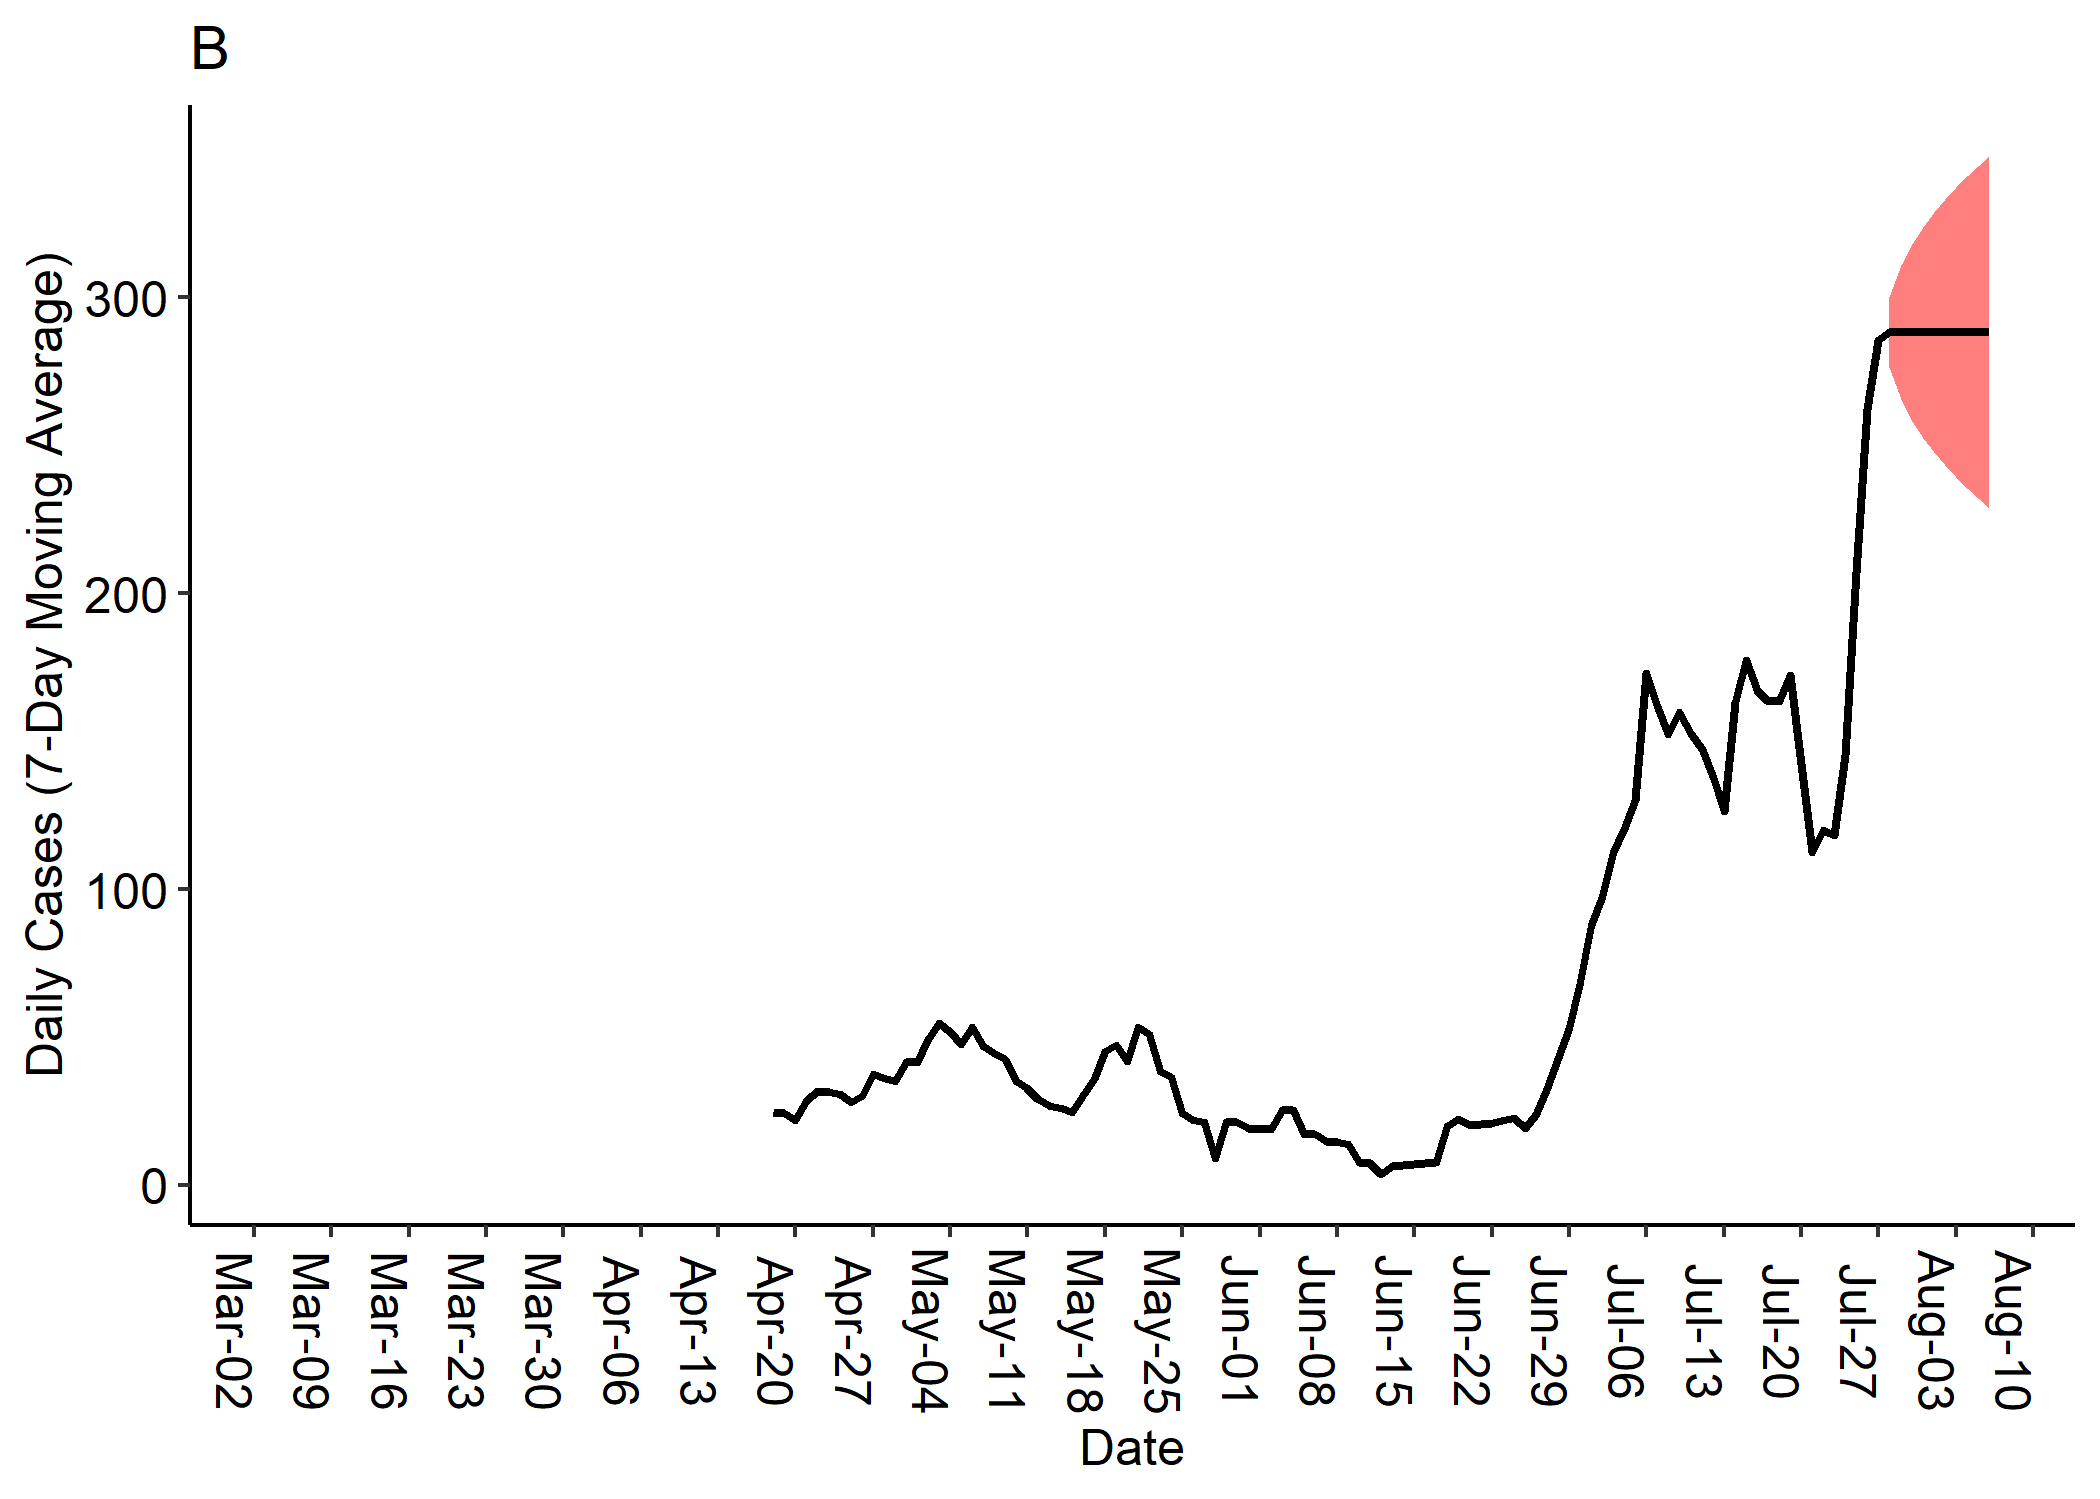 B
Daily Cases (7-Day Moving Average)
300
200
100
0
Mar-02
Mar-09
Mar-16
Mar-23
Mar-30
Apr-06
Apr-13
Apr-20
Apr-27
May-04
May-11
May-18
May-25
Jun-01
Jun-08
Jun-15
Jun-22
Jun-29
Jul-06
Jul-13
Jul-20
Jul-27
Aug-03
Aug-10
Date